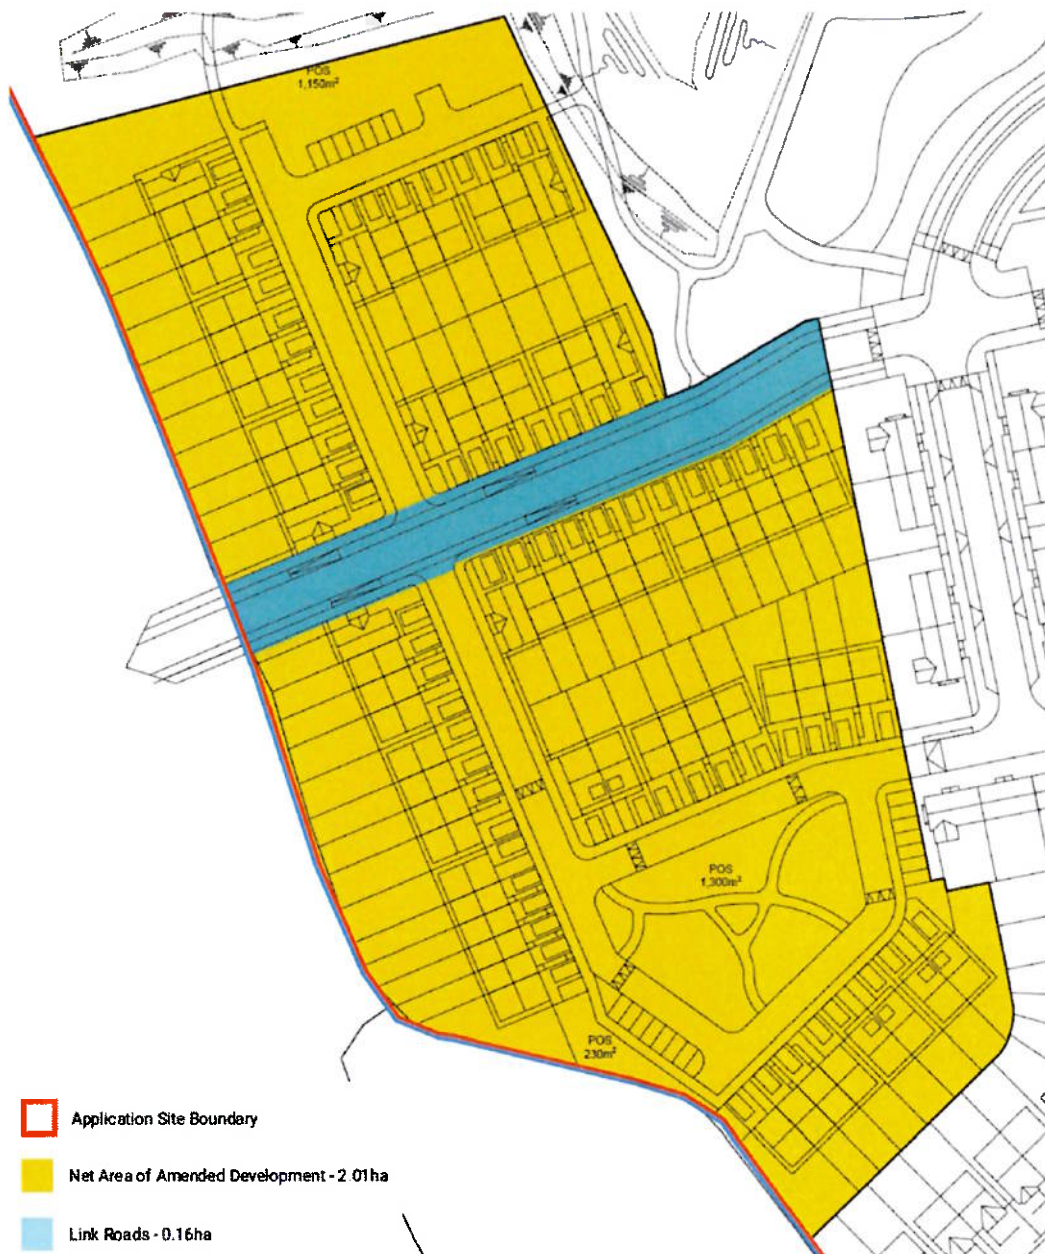 POS
1,150m²
POS
1,300m²
POS
230m²
Application Site Boundary
Net Area of Amended Development - 2.01ha
Link Roads - 0.16ha